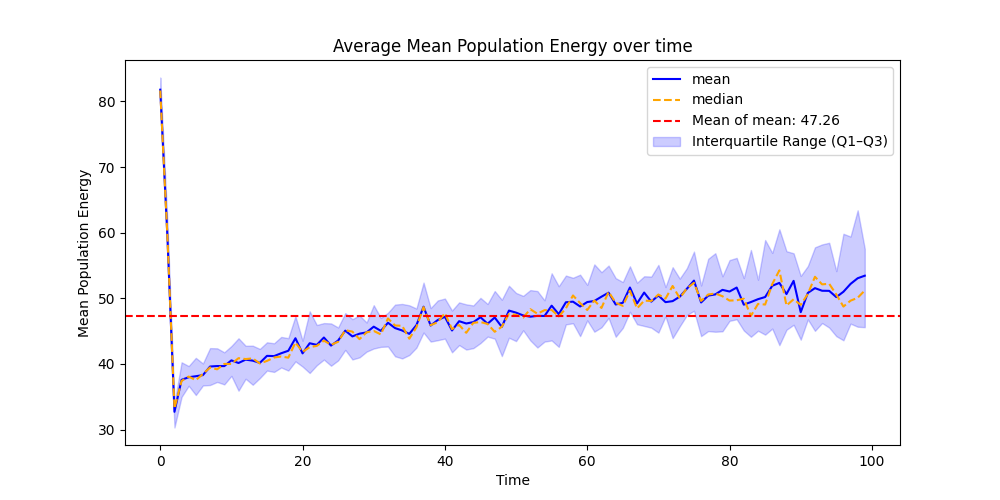 Average Mean Population Energy over time
mean
median
Mean of mean: 47.26
Interquartile Range (Q1–Q3)
Mean Population Energy
80
70
60
50
40
30
0
20
40
60
80
100
Time